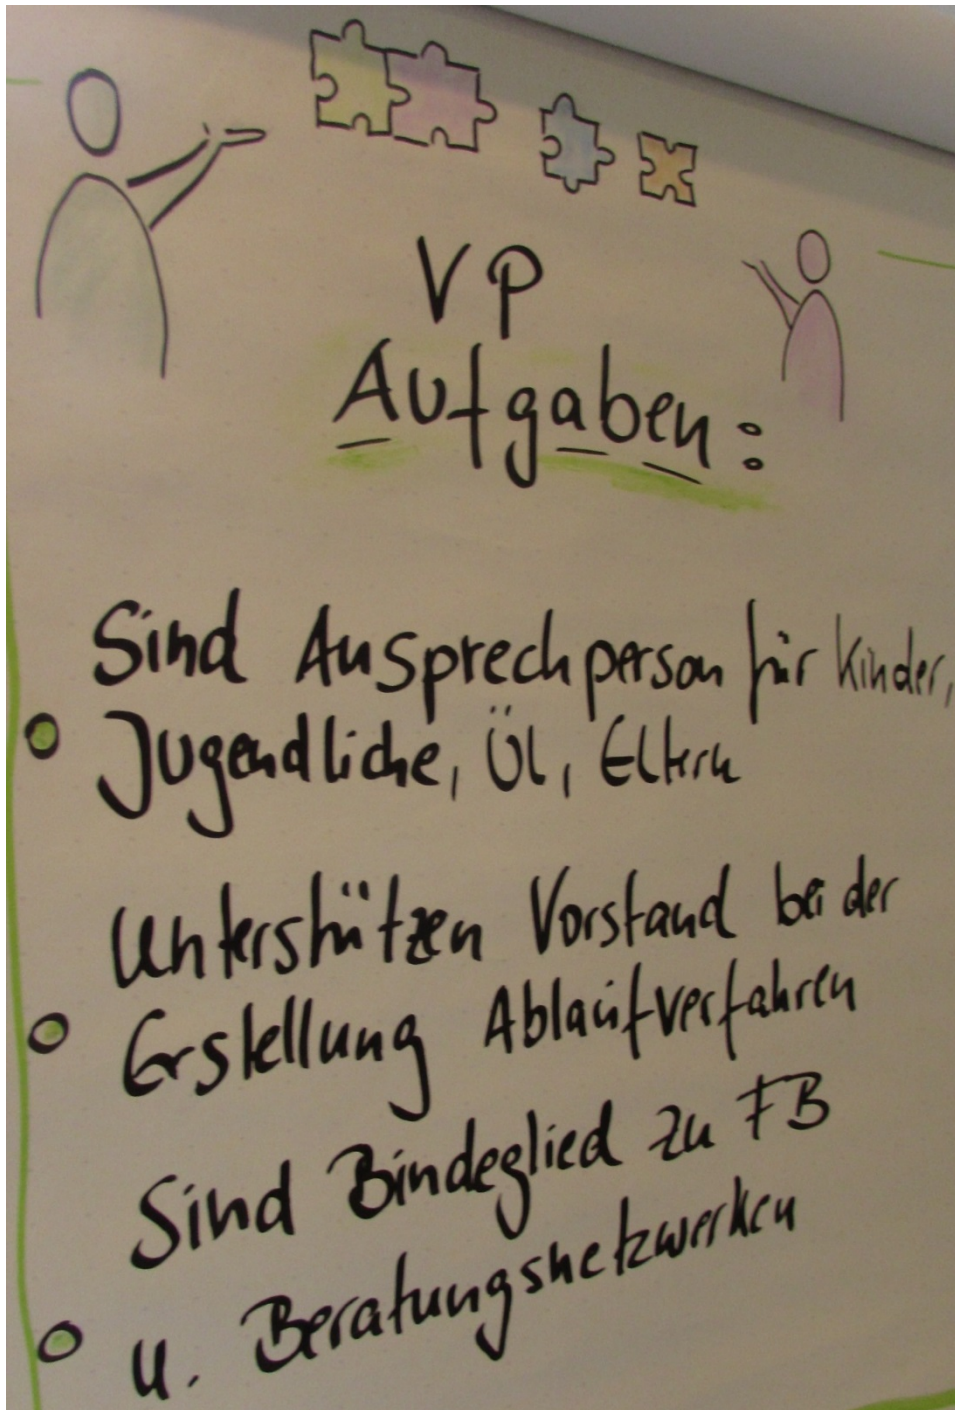 VP
Aufgaben:
Sind Ansprechperson für Kinder,
Jugendliche, ÜL, Eltern
Unterstützen Vorstand bei der
Erstellung Ablaufverfahren
Sind Bindeglied zu FB
u. Beratungsnetzwerken